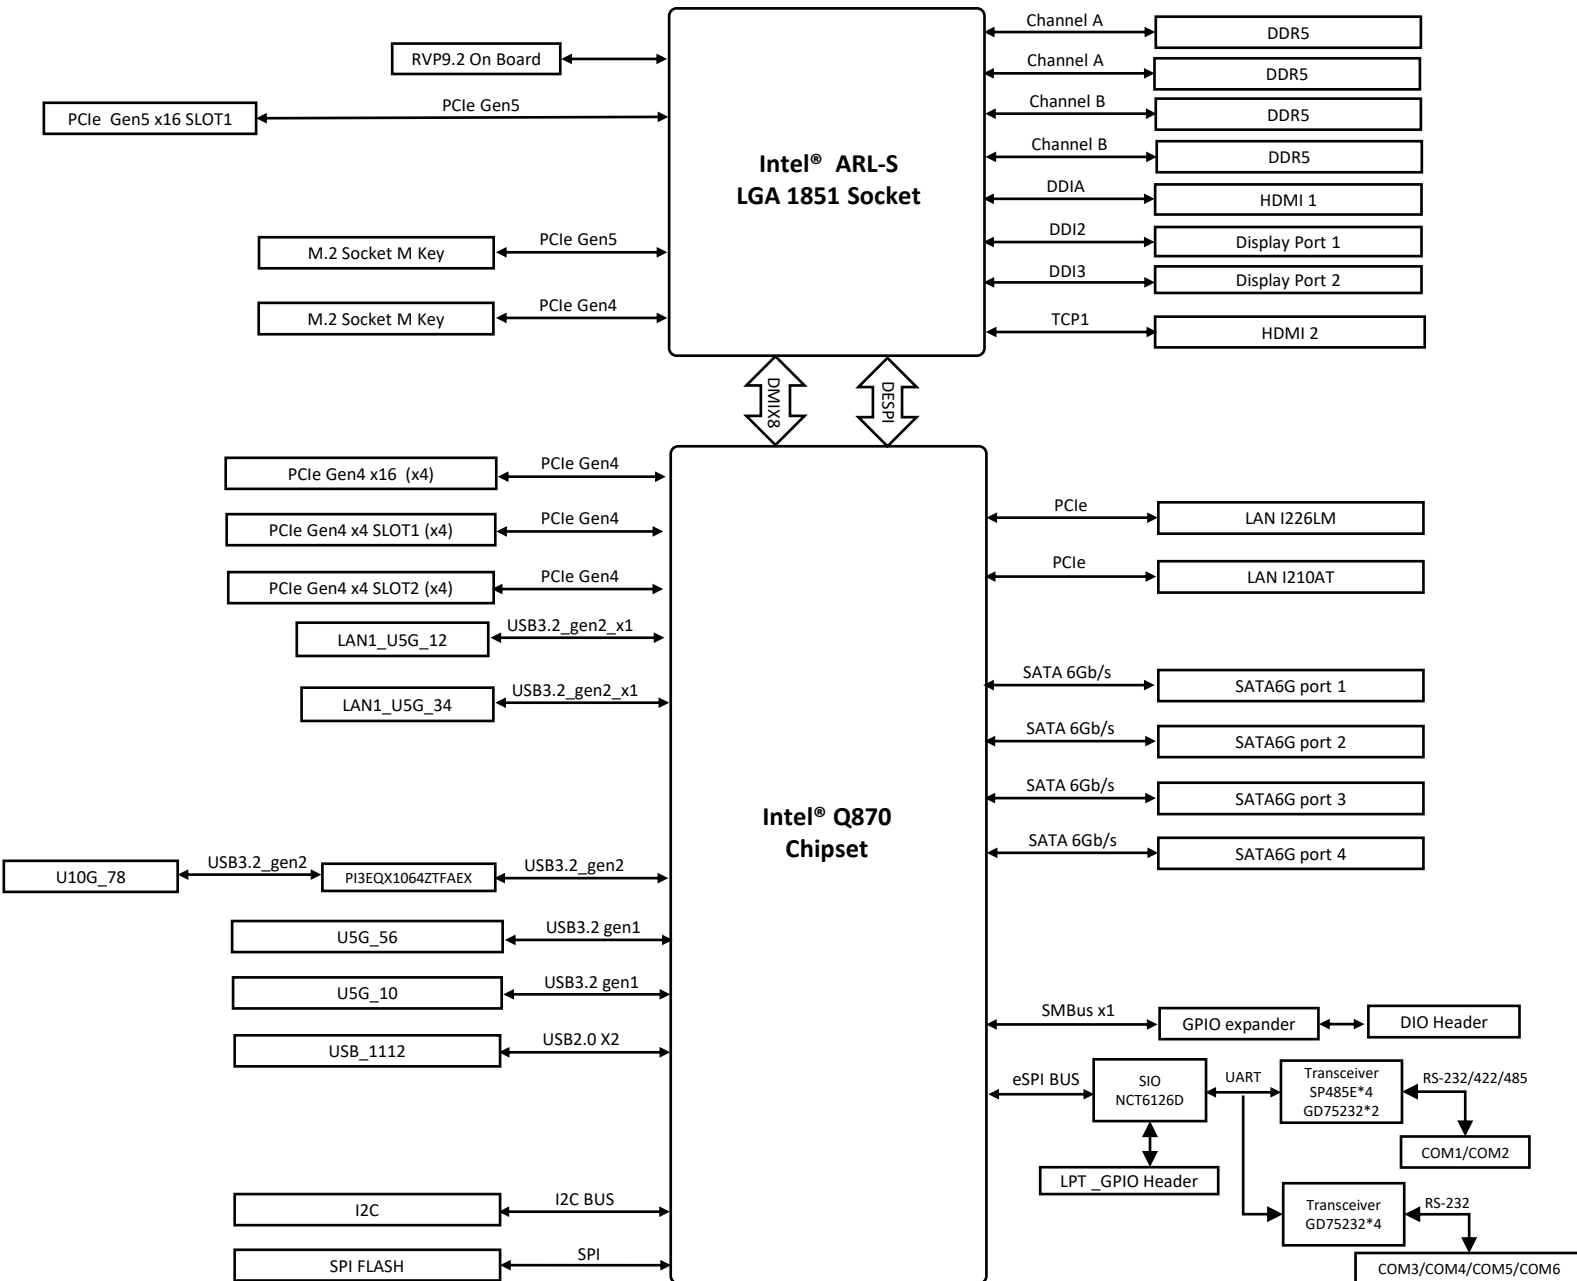 Channel A
DDR5
RVP9.2 On Board
Channel A
DDR5
PCIe Gen5
PCIe  Gen5 x16 SLOT1
Channel B
DDR5
Channel B
DDR5
Intel® ARL-S
LGA 1851 Socket
DDIA
HDMI 1
M.2 Socket M Key
PCIe Gen5
DDI2
Display Port 1
DDI3
Display Port 2
M.2 Socket M Key
PCIe Gen4
TCP1
HDMI 2
DMIX8
DESPI
PCIe Gen4 x16  (x4)
PCIe Gen4
PCIe Gen4 x4 SLOT1 (x4)
PCIe Gen4
PCIe
LAN I226LM
PCIe Gen4 x4 SLOT2 (x4)
PCIe Gen4
PCIe
LAN I210AT
LAN1_U5G_12
USB3.2_gen2_x1
LAN1_U5G_34
USB3.2_gen2_x1
SATA 6Gb/s
SATA6G port 1
SATA 6Gb/s
SATA6G port 2
SATA 6Gb/s
SATA6G port 3
Intel® Q870
Chipset
SATA 6Gb/s
SATA6G port 4
U10G_78
USB3.2_gen2
PI3EQX1064ZTFAEX
USB3.2_gen2
U5G_56
USB3.2 gen1
U5G_10
USB3.2 gen1
SMBus x1
GPIO expander
DIO Header
USB_1112
USB2.0 X2
eSPI BUS
SIO
NCT6126D
UART
Transceiver
SP485E*4
GD75232*2
RS-232/422/485
COM1/COM2
LPT _GPIO Header
I2C
I2C BUS
Transceiver
GD75232*4
RS-232
SPI FLASH
SPI
COM3/COM4/COM5/COM6